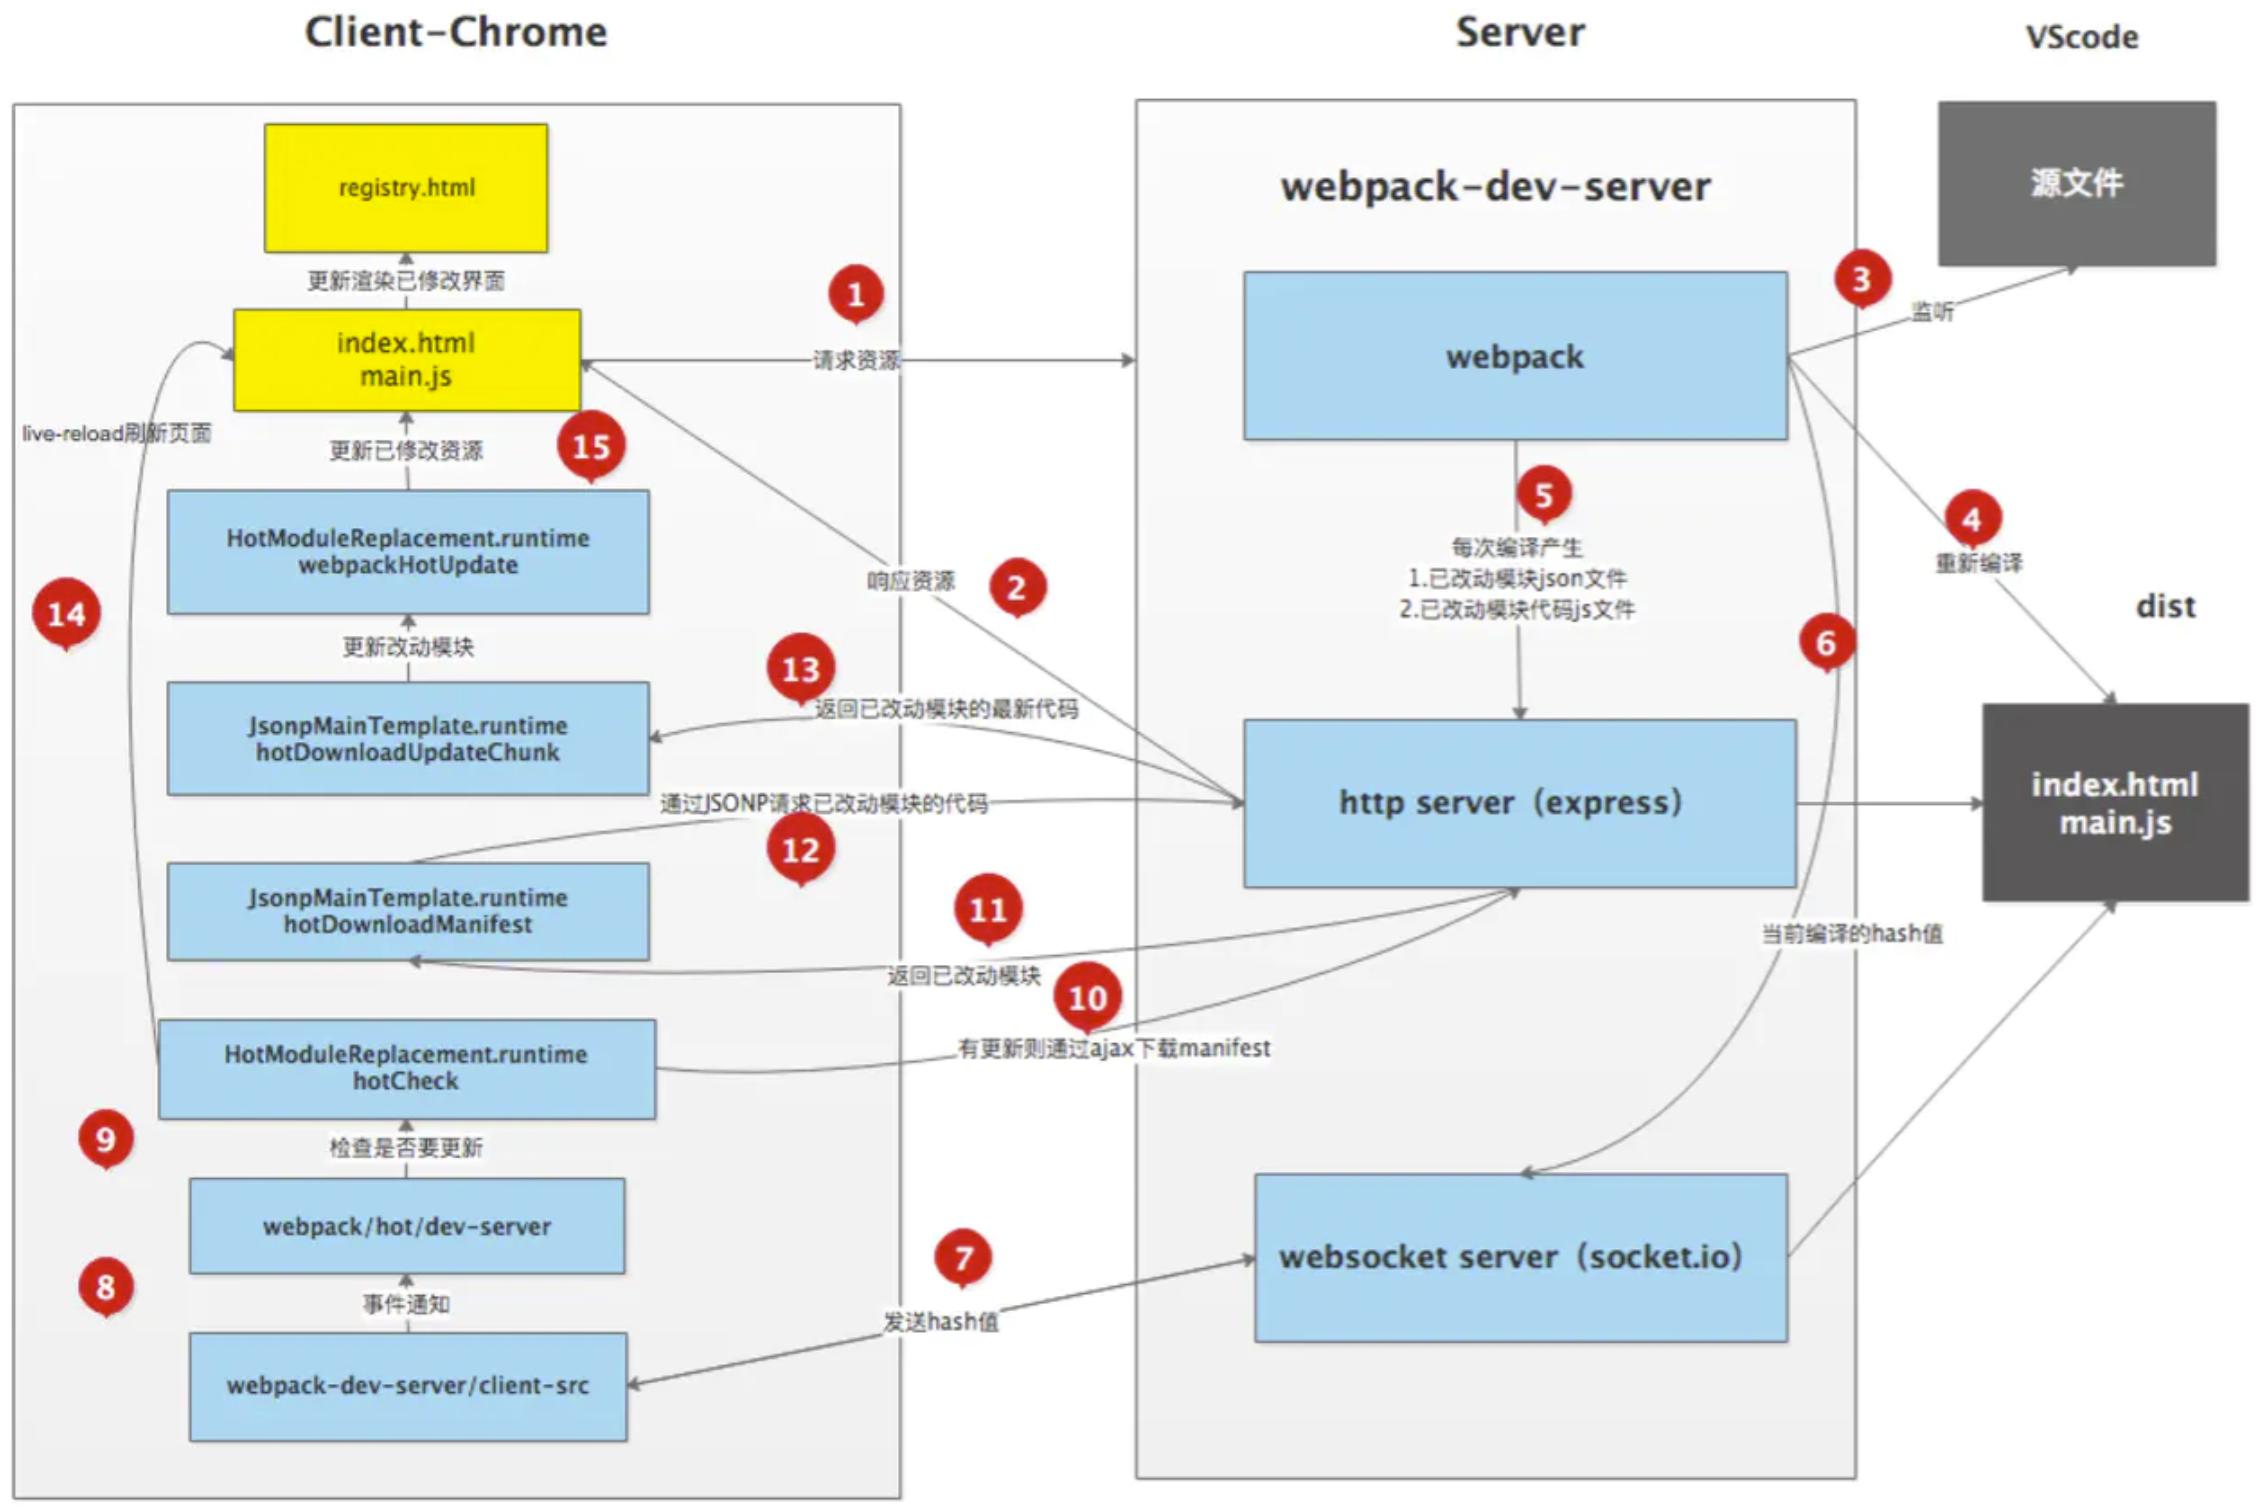 Client-Chrome
Server
VScode
registry.html
更新渲染已修改界面
index.html
main.js
live-reload刷新页面
更新已修改资源
15
HotModuleReplacement.runtime
webpackHotUpdate
14
更新改动模块
JsonpMainTemplate.runtime
hotDownloadUpdateChunk
JsonpMainTemplate.runtime
hotDownloadManifest
HotModuleReplacement.runtime
hotCheck
9
检查是否要更新
webpack/hot/dev-server
8
事件通知
webpack-dev-server/client-src
1
请求资源
响应资源
2
13
返回已改动模块的最新代码
通过JSONP请求已改动模块的代码
12
11
返回已改动模块
10
有更新则通过ajax下载manifest
7
发送hash值
webpack-dev-server
webpack
5
每次编译产生
1.已改动模块json文件
2.已改动模块代码js文件
6
http server（express）
当前编译的hash值
websocket server（socket.io）
3
源文件
监听
4
重新编译
dist
index.html
main.js